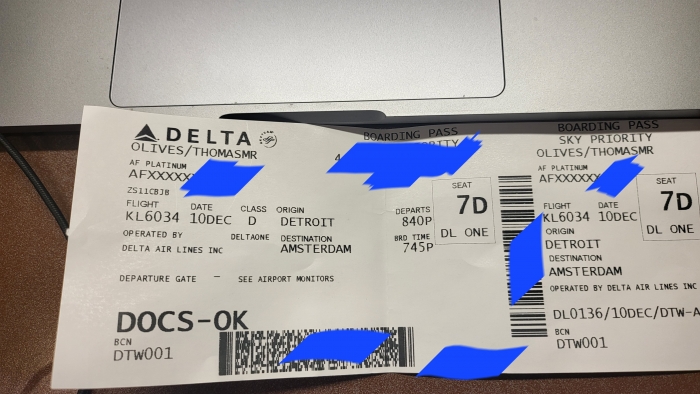 DELTA
OLIVES/THOMASMR
AF PLATINUM
AFXXXXX
ZS11CBJB
FLIGHT DATE CLASS ORIGIN
KL6034 10DEC D DETROIT
OPERATED BY DELTAONE DESTINATION
DELTA AIR LINES INC AMSTERDAM
DEPARTURE GATE – SEE AIRPORT MONITORS
DOCS-OK
BCN
DTW001
BOARDING PASS
DEPARTS
840P
BRD TIME
745P
SEAT
7D
DL ONE
BOARDING PASS
SKY PRIORITY
OLIVES/THOMASMR
AF PLATINUM
AFXXXXX
FLIGHT DATE
KL6034 10DEC
ORIGIN
DETROIT
DESTINATION
AMSTERDAM
SEAT
7D
DL ONE
OPERATED BY DELTA AIR LINES INC
DL0136/10DEC/DTW-A
BCN
DTW001